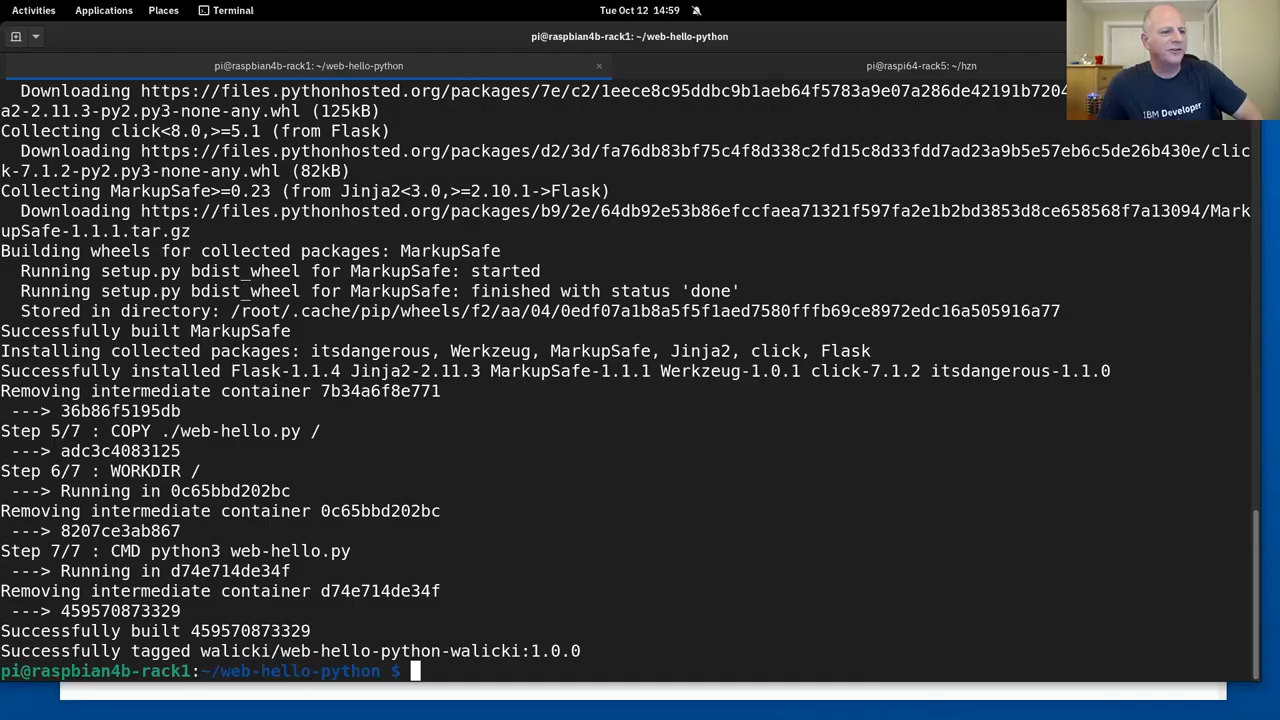 Activities Applications Places Terminal Tue Oct 12 14:59
pi@raspbian4b-rack1: ~/web-hello-python
pi@raspbian4b-rack1: ~/web-hello-python × pi@raspi64-rack5: ~/hzn
Downloading https://files.pythonhosted.org/packages/7e/c2/1eece8c95ddbc9b1aeb64f5783a9e07a286de42191b7204
a2-2.11.3-py2.py3-none-any.whl (125kB)
Collecting click<8.0,>=5.1 (from Flask)
Downloading https://files.pythonhosted.org/packages/d2/3d/fa76db83bf75c4f8d338c2fd15c8d33fdd7ad23a9b5e57eb6c5de26b430e/clic
k-7.1.2-py2.py3-none-any.whl (82kB)
Collecting MarkupSafe>=0.23 (from Jinja2<3.0,>=2.10.1->Flask)
Downloading https://files.pythonhosted.org/packages/b9/2e/64db92e53b86efccfaea71321f597fa2e1b2bd3853d8ce658568f7a13094/Mark
upSafe-1.1.1.tar.gz
Building wheels for collected packages: MarkupSafe
Running setup.py bdist_wheel for MarkupSafe: started
Running setup.py bdist_wheel for MarkupSafe: finished with status 'done'
Stored in directory: /root/.cache/pip/wheels/f2/aa/04/0edf07a1b8a5f5f1aed7580fffb69ce8972edc16a505916a77
Successfully built MarkupSafe
Installing collected packages: itsdangerous, Werkzeug, MarkupSafe, Jinja2, click, Flask
Successfully installed Flask-1.1.4 Jinja2-2.11.3 MarkupSafe-1.1.1 Werkzeug-1.0.1 click-7.1.2 itsdangerous-1.1.0
Removing intermediate container 7b34a6f8e771
---> 36b86f5195db
Step 5/7 : COPY ./web-hello.py /
---> adc3c4083125
Step 6/7 : WORKDIR /
---> Running in 0c65bbd202bc
Removing intermediate container 0c65bbd202bc
---> 8207ce3ab867
Step 7/7 : CMD python3 web-hello.py
---> Running in d74e714de34f
Removing intermediate container d74e714de34f
---> 459570873329
Successfully built 459570873329
Successfully tagged walicki/web-hello-python-walicki:1.0.0
pi@raspbian4b-rack1:~/web-hello-python $
IBM Developer